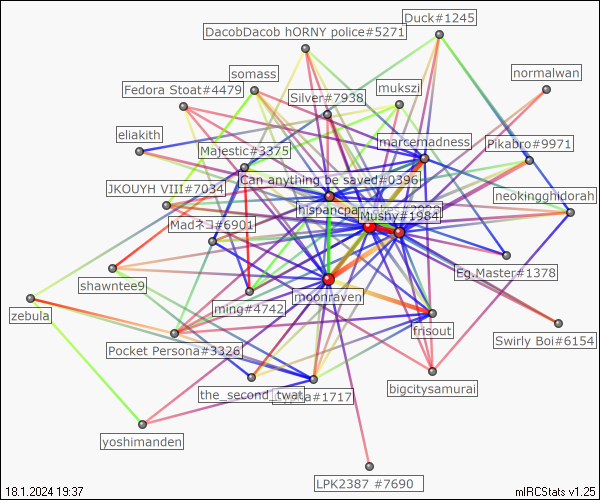 Duck#1245
DacobDacob hORNY police#5271
normalwan
somass
mukszi
Fedora Stoat#4479
Silver#7938
eliakith
marcemadness
Pikabro#9971
Majestic#3375
Can anything be saved#0396
JKOUYH VIII#7034
neokingghidorah
hispancpa
Mushy#1984
Madネコ#6901
Eg.Master#1378
shawntee9
moonraven
zebula
ming#4742
frisout
Swirly Boi#6154
Pocket Persona#3326
bigcitysamurai
the_second_twat
#1717
yoshimanden
LPK2387 #7690
18.1.2024 19:37
mIRCStats v1.25